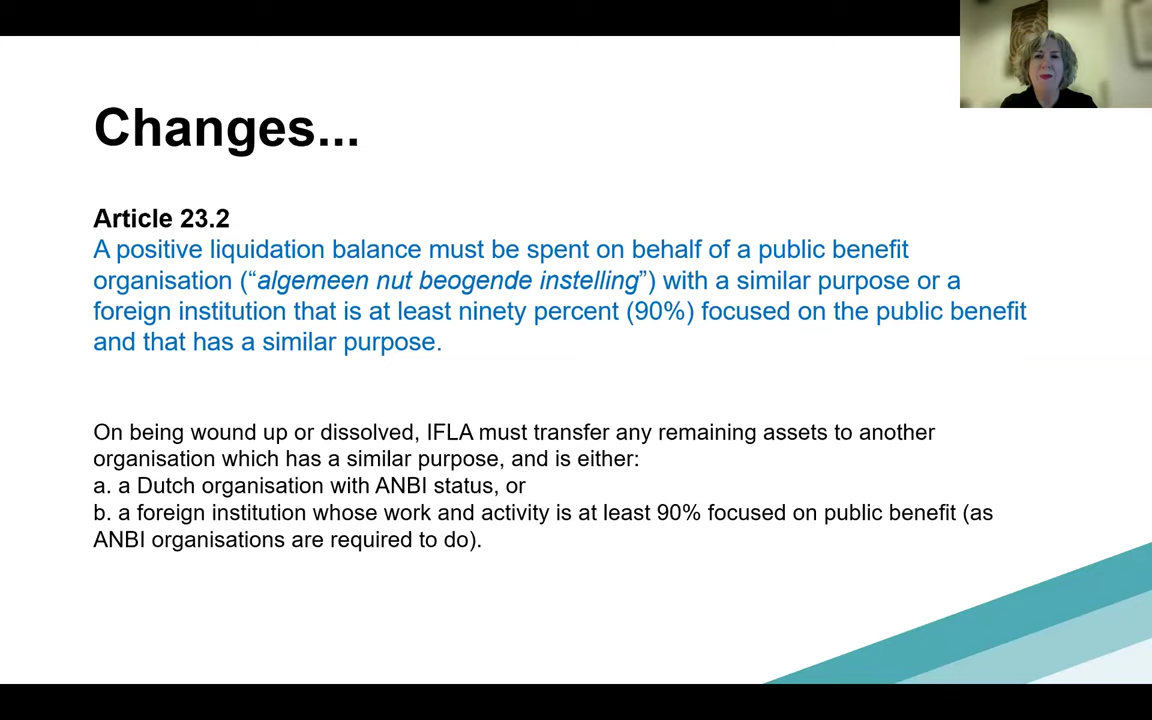 Changes...
Article 23.2
A positive liquidation balance must be spent on behalf of a public benefit
organisation (“algemeen nut beogende instelling”) with a similar purpose or a
foreign institution that is at least ninety percent (90%) focused on the public benefit
and that has a similar purpose.
On being wound up or dissolved, IFLA must transfer any remaining assets to another
organisation which has a similar purpose, and is either:
a. a Dutch organisation with ANBI status, or
b. a foreign institution whose work and activity is at least 90% focused on public benefit (as
ANBI organisations are required to do).